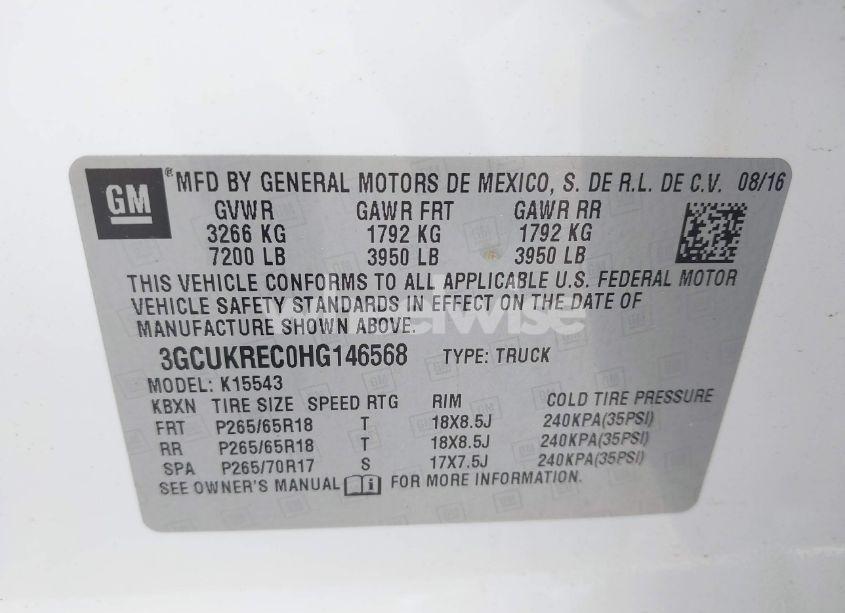 GM ® MFD BY GENERAL MOTORS DE MEXICO, S. DE R.L. DE C.V. 08/16
GVWR GAWR FRT GAWR RR
3266 KG 1792 KG 1792 KG
7200 LB 3950 LB 3950 LB
THIS VEHICLE CONFORMS TO ALL APPLICABLE U.S. FEDERAL MOTOR
VEHICLE SAFETY STANDARDS IN EFFECT ON THE DATE OF
MANUFACTURE SHOWN ABOVE.
3GCUKREC0HG146568 TYPE: TRUCK
MODEL: K15543
KBXN TIRE SIZE SPEED RTG RIM COLD TIRE PRESSURE
FRT P265/65R18 T 18X8.5J 240KPA(35PSI)
RR P265/65R18 T 18X8.5J 240KPA(35PSI)
SPA P265/70R17 S 17X7.5J 240KPA(35PSI)
SEE OWNER'S MANUAL i FOR MORE INFORMATION.